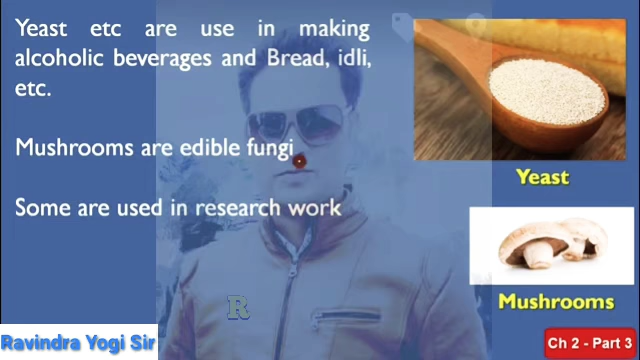 Yeast etc are use in making
alcoholic beverages and Bread, idli,
etc.
Mushrooms are edible fungi
Some are used in research work
Yeast
Mushrooms
R
Ravindra Yogi Sir
Ch 2 - Part 3